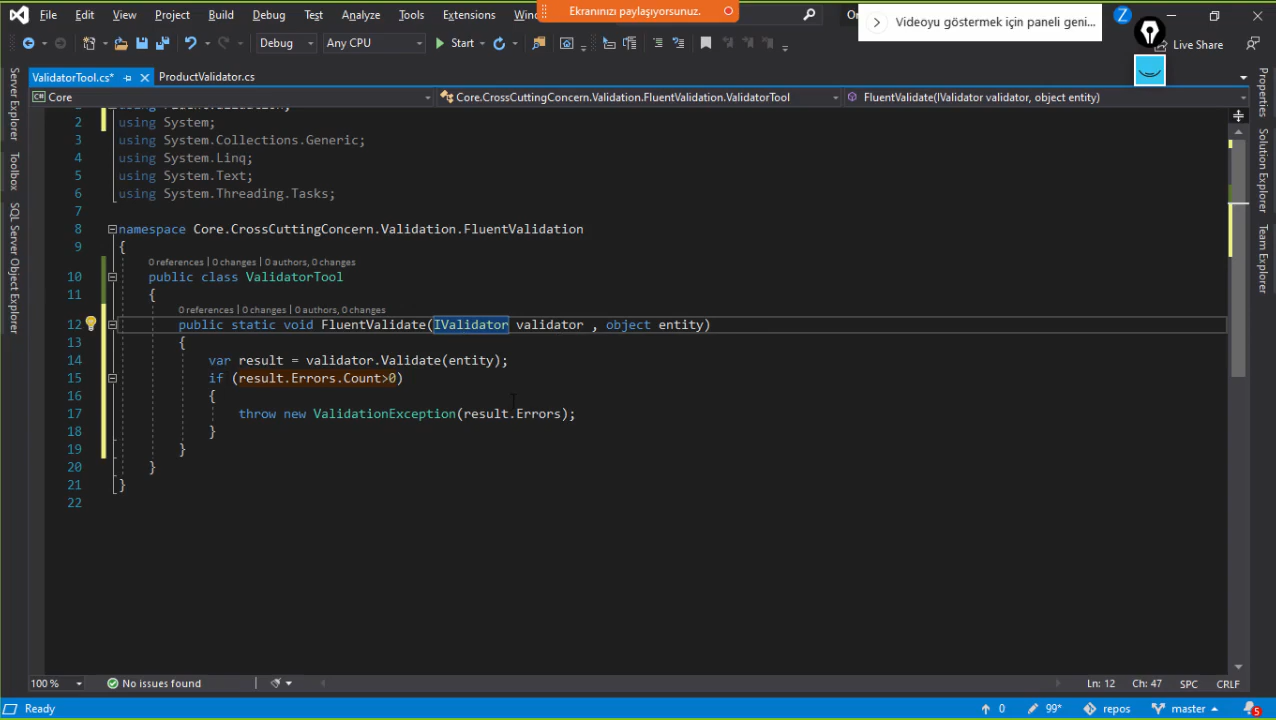 File Edit View Project Build Debug Test Analyze Tools Extensions Win
Ekranınızı paylaşıyorsunuz.
Videoyu göstermek için paneli geni...
Z
Debug Any CPU Start Live Share
ValidatorTool.cs* ProductValidator.cs
Core Core.CrossCuttingConcern.Validation.FluentValidation.ValidatorTool FluentValidate(IValidator validator, object entity)
Server Explorer
Toolbox
SQL Server Object Explorer
Properties
Solution Explorer
Team Explorer
2 using System;
3 using System.Collections.Generic;
4 using System.Linq;
5 using System.Text;
6 using System.Threading.Tasks;
7
8 namespace Core.CrossCuttingConcern.Validation.FluentValidation
9 {
0 references | 0 changes | 0 authors, 0 changes
10 public class ValidatorTool
11 {
0 references | 0 changes | 0 authors, 0 changes
12 public static void FluentValidate(IValidator validator , object entity)
13 {
14 var result = validator.Validate(entity);
15 if (result.Errors.Count>0)
16 {
17 throw new ValidationException(result.Errors);
18 }
19 }
20 }
21 }
22
100 % No issues found Ln: 12 Ch: 47 SPC CRLF
Ready 0 99* repos master 5